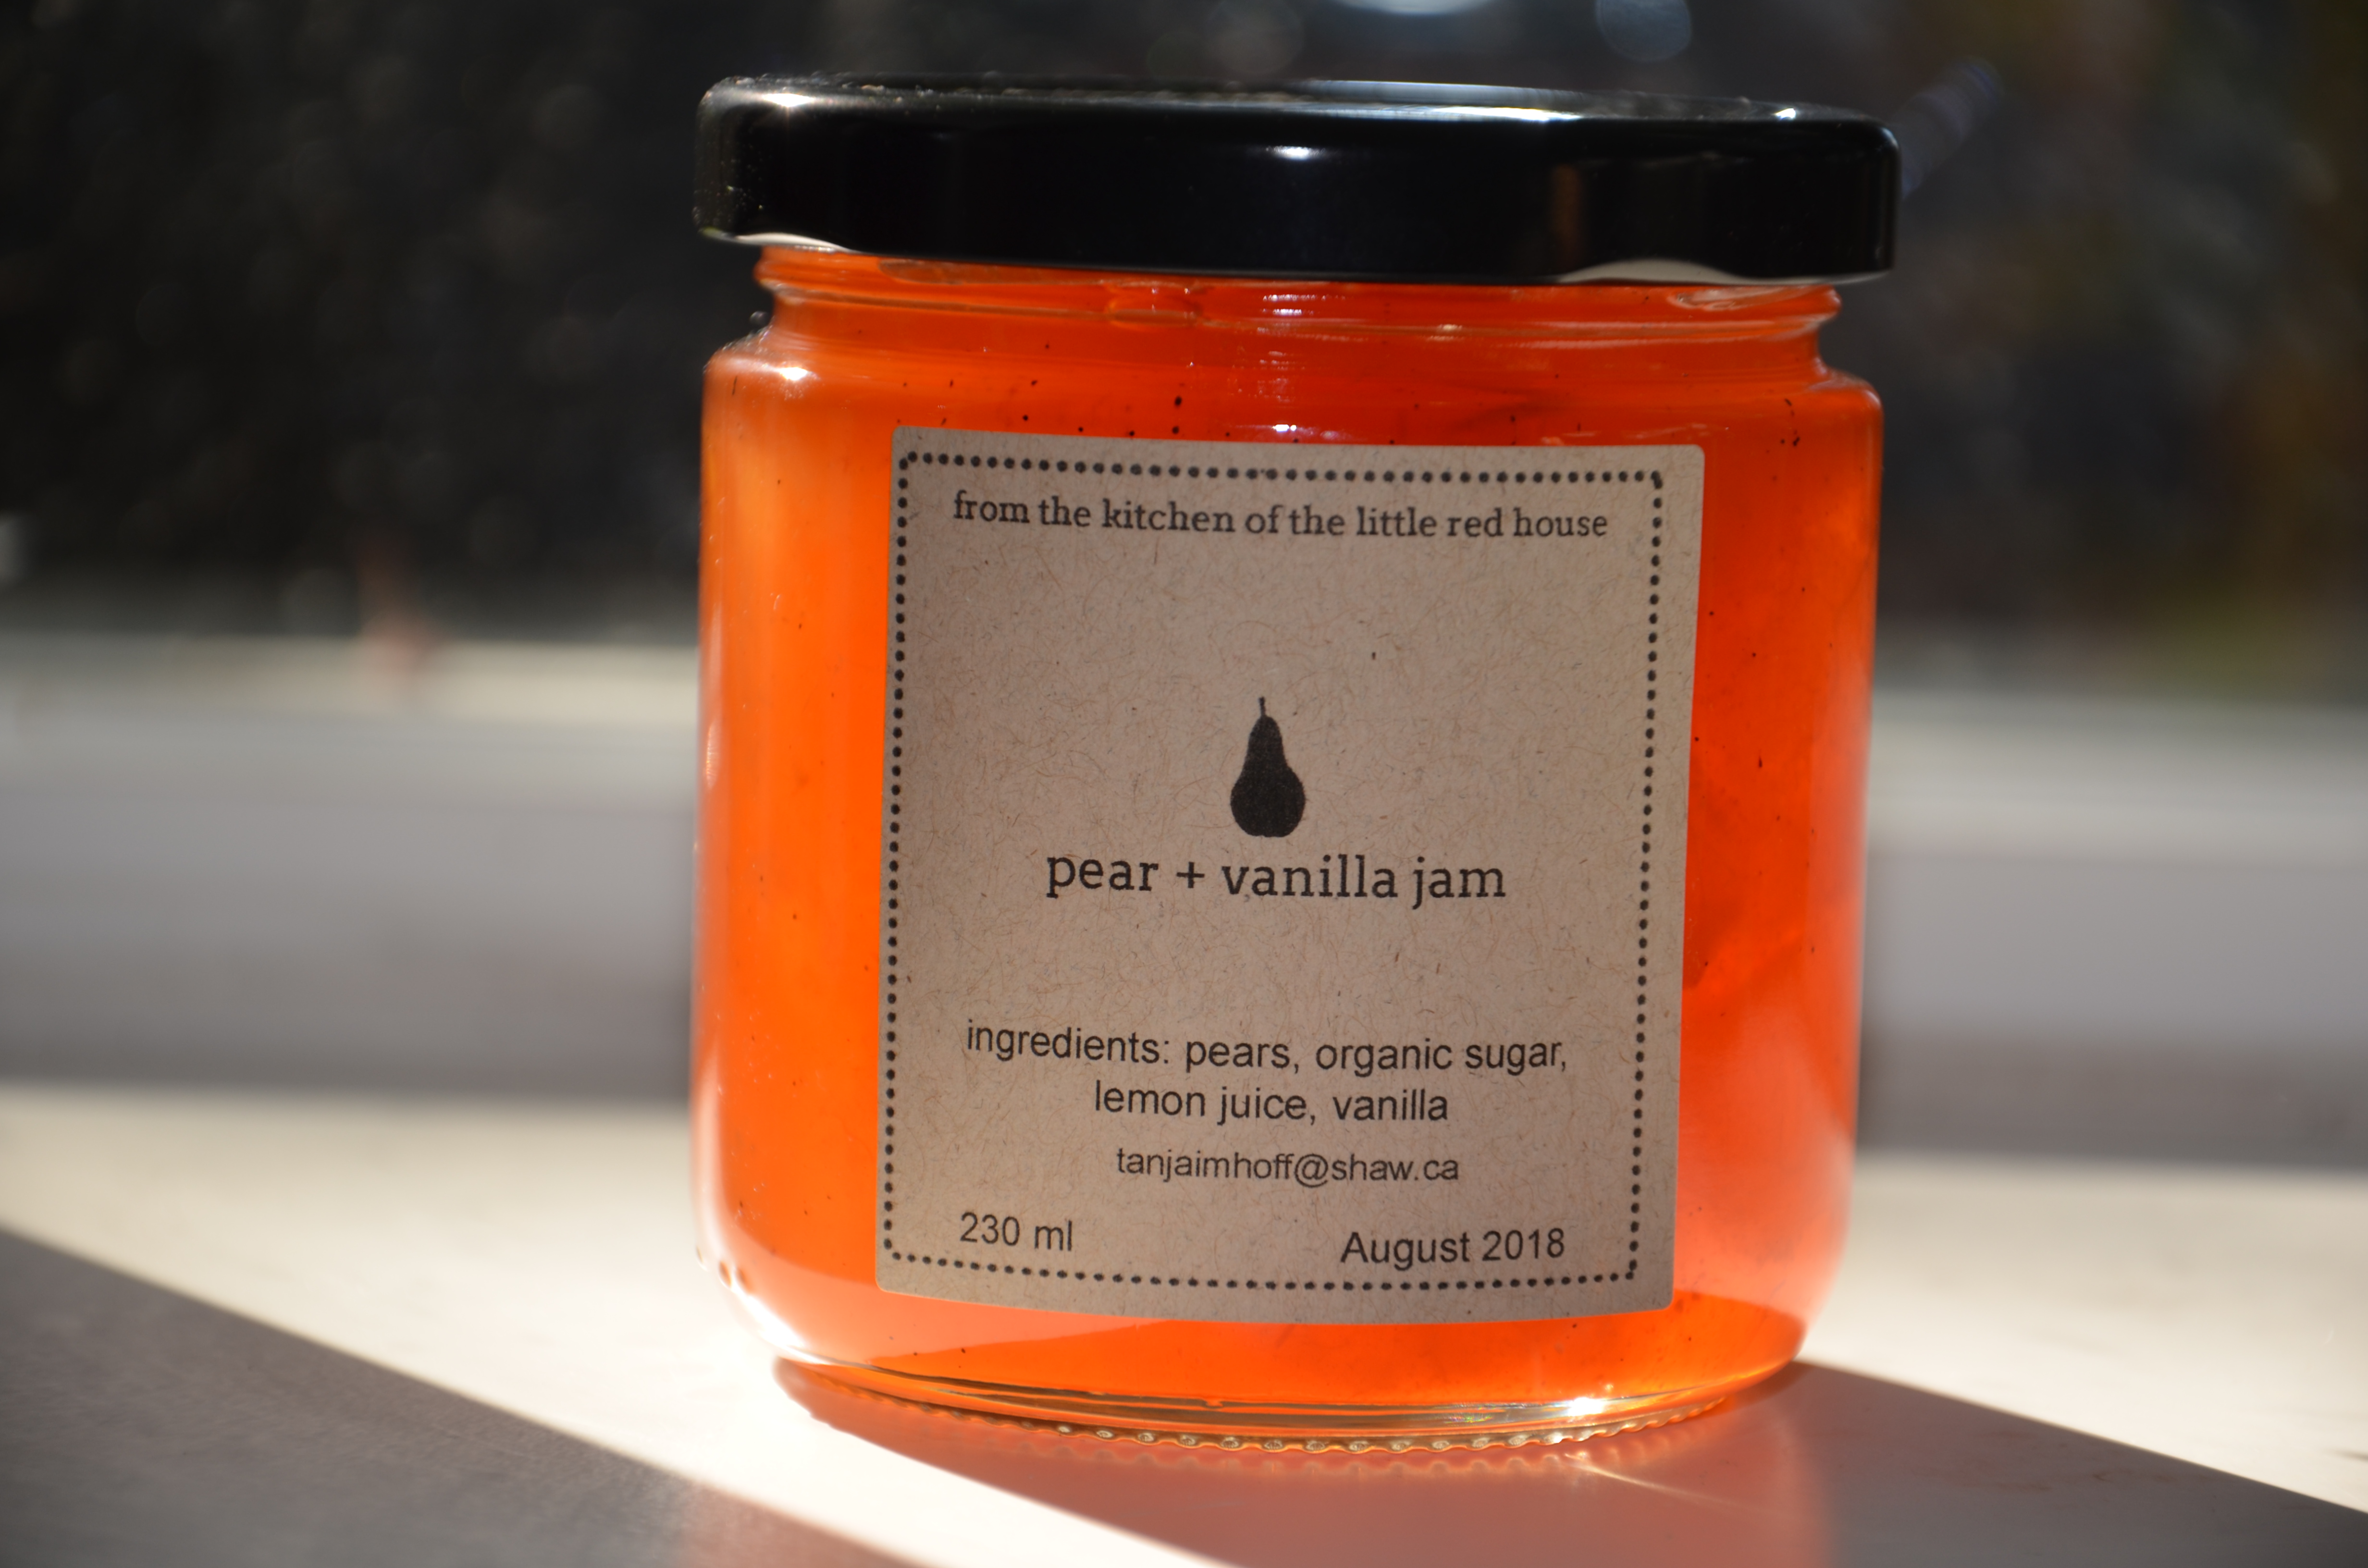 from the kitchen of the little red house
pear + vanilla jam
ingredients: pears, organic sugar,
lemon juice, vanilla
tanjaimhoff@shaw.ca
230 ml August 2018